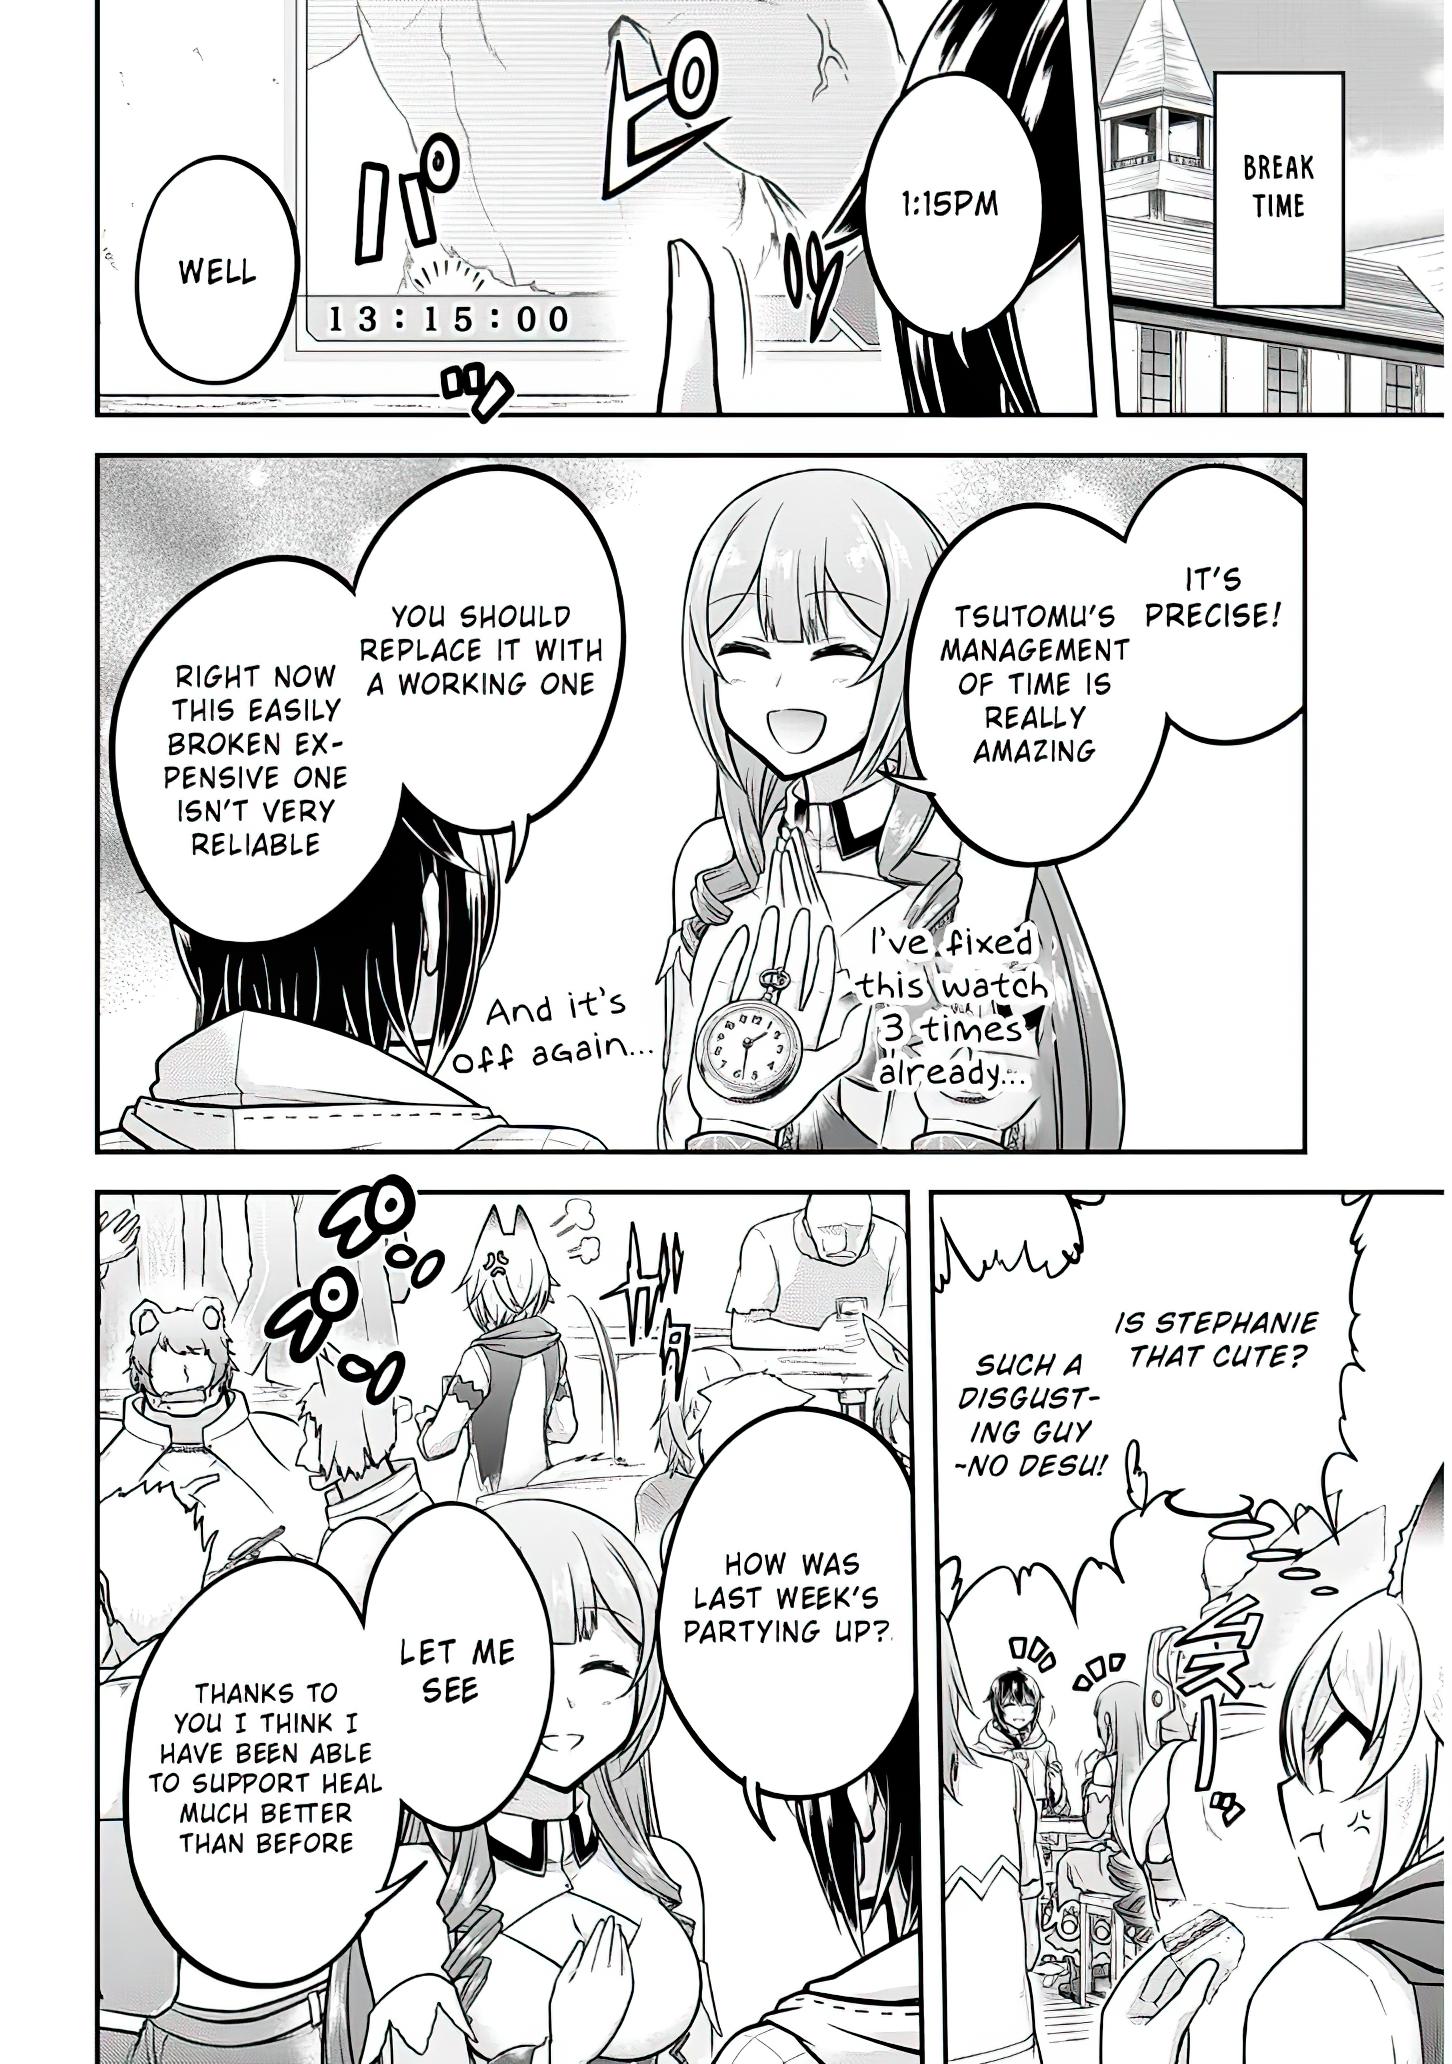 BREAK
TIME
1:15PM
ピッ
ピッ
13:15:00
WELL
IT'S
PRECISE!
TSUTOMU'S
MANAGEMENT
OF TIME IS
REALLY
AMAZING
I've fixed
this watch
3 times
already...
YOU SHOULD
REPLACE IT WITH
A WORKING ONE
RIGHT NOW
THIS EASILY
BROKEN EX-
PENSIVE ONE
ISN'T VERY
RELIABLE
And it's
off again...
IS STEPHANIE
THAT CUTE?
SUCH A
DISGUST-
ING GUY
~NO DESU!
HOW WAS
LAST WEEK'S
PARTYING UP?
LET ME
SEE
THANKS TO
YOU I THINK I
HAVE BEEN ABLE
TO SUPPORT HEAL
MUCH BETTER
THAN BEFORE